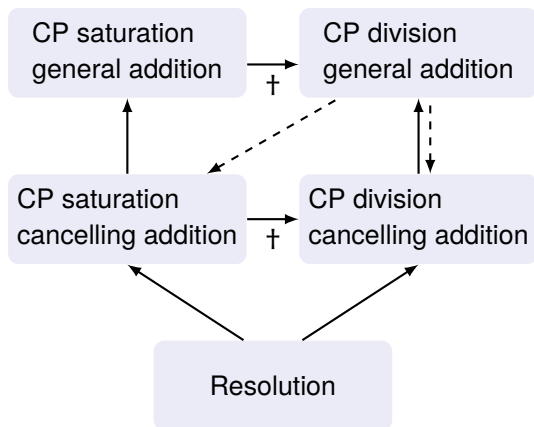 CP saturation
general addition
†
CP division
general addition
CP saturation
cancelling addition
†
CP division
cancelling addition
Resolution